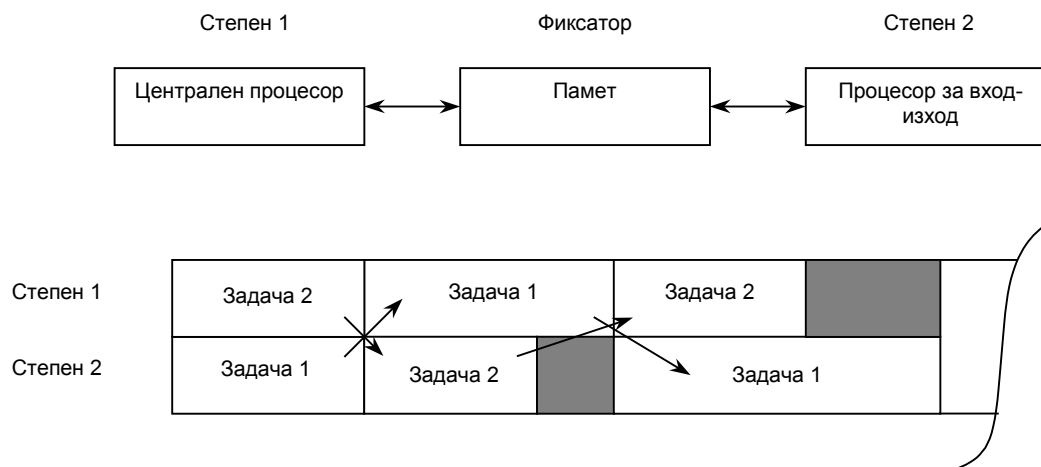 Степен 1 Фиксатор Степен 2
Централен процесор
Памет
Процесор за вход-
изход
Степен 1 Задача 2 Задача 1 Задача 2
Степен 2 Задача 1 Задача 2 Задача 1